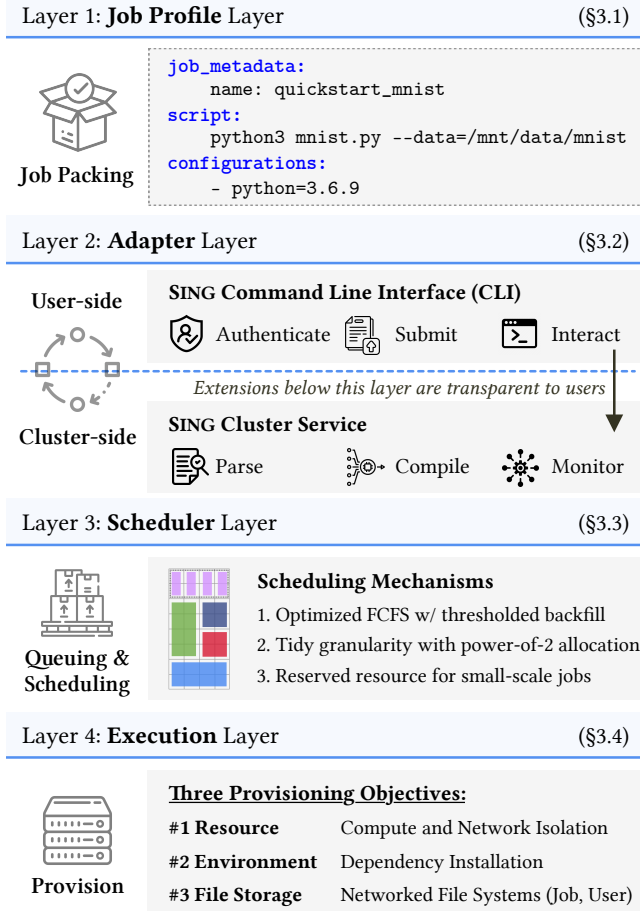 Layer 1: Job Profile Layer (§3.1)
job_metadata:
name: quickstart_mnist
script:
python3 mnist.py --data=/mnt/data/mnist
configurations:
- python=3.6.9
Job Packing
Layer 2: Adapter Layer (§3.2)
User-side
SING Command Line Interface (CLI)
Authenticate Submit Interact
Extensions below this layer are transparent to users
Cluster-side
SING Cluster Service
Parse Compile Monitor
Layer 3: Scheduler Layer (§3.3)
Scheduling Mechanisms
1. Optimized FCFS w/ thresholded backfill
2. Tidy granularity with power-of-2 allocation
3. Reserved resource for small-scale jobs
Queuing &
Scheduling
Layer 4: Execution Layer (§3.4)
Three Provisioning Objectives:
#1 Resource Compute and Network Isolation
#2 Environment Dependency Installation
#3 File Storage Networked File Systems (Job, User)
Provision